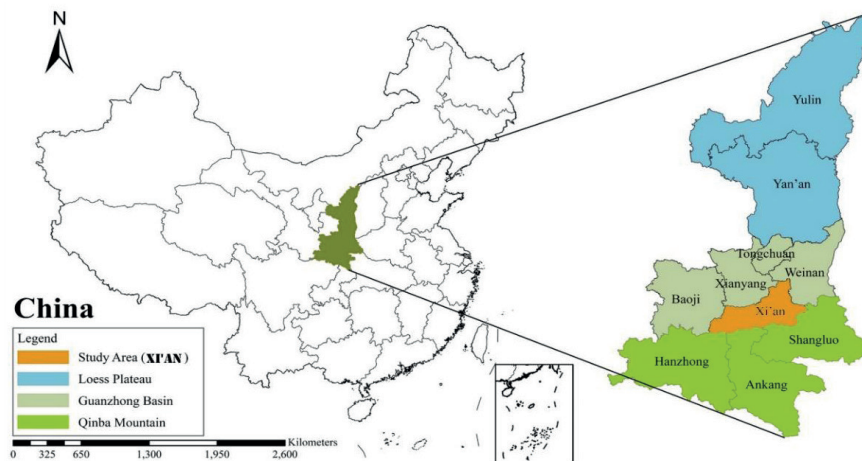 N
Yulin
Yan'an
Tongchuan
Xianyang
Weinan
Baoji
Xi'an
Shangluo
Hanzhong
Ankang
China
Legend
Study Area (XI'AN)
Loess Plateau
Guanzhong Basin
Qinba Mountain
Kilometers
0 325 650 1,300 1,950 2,600